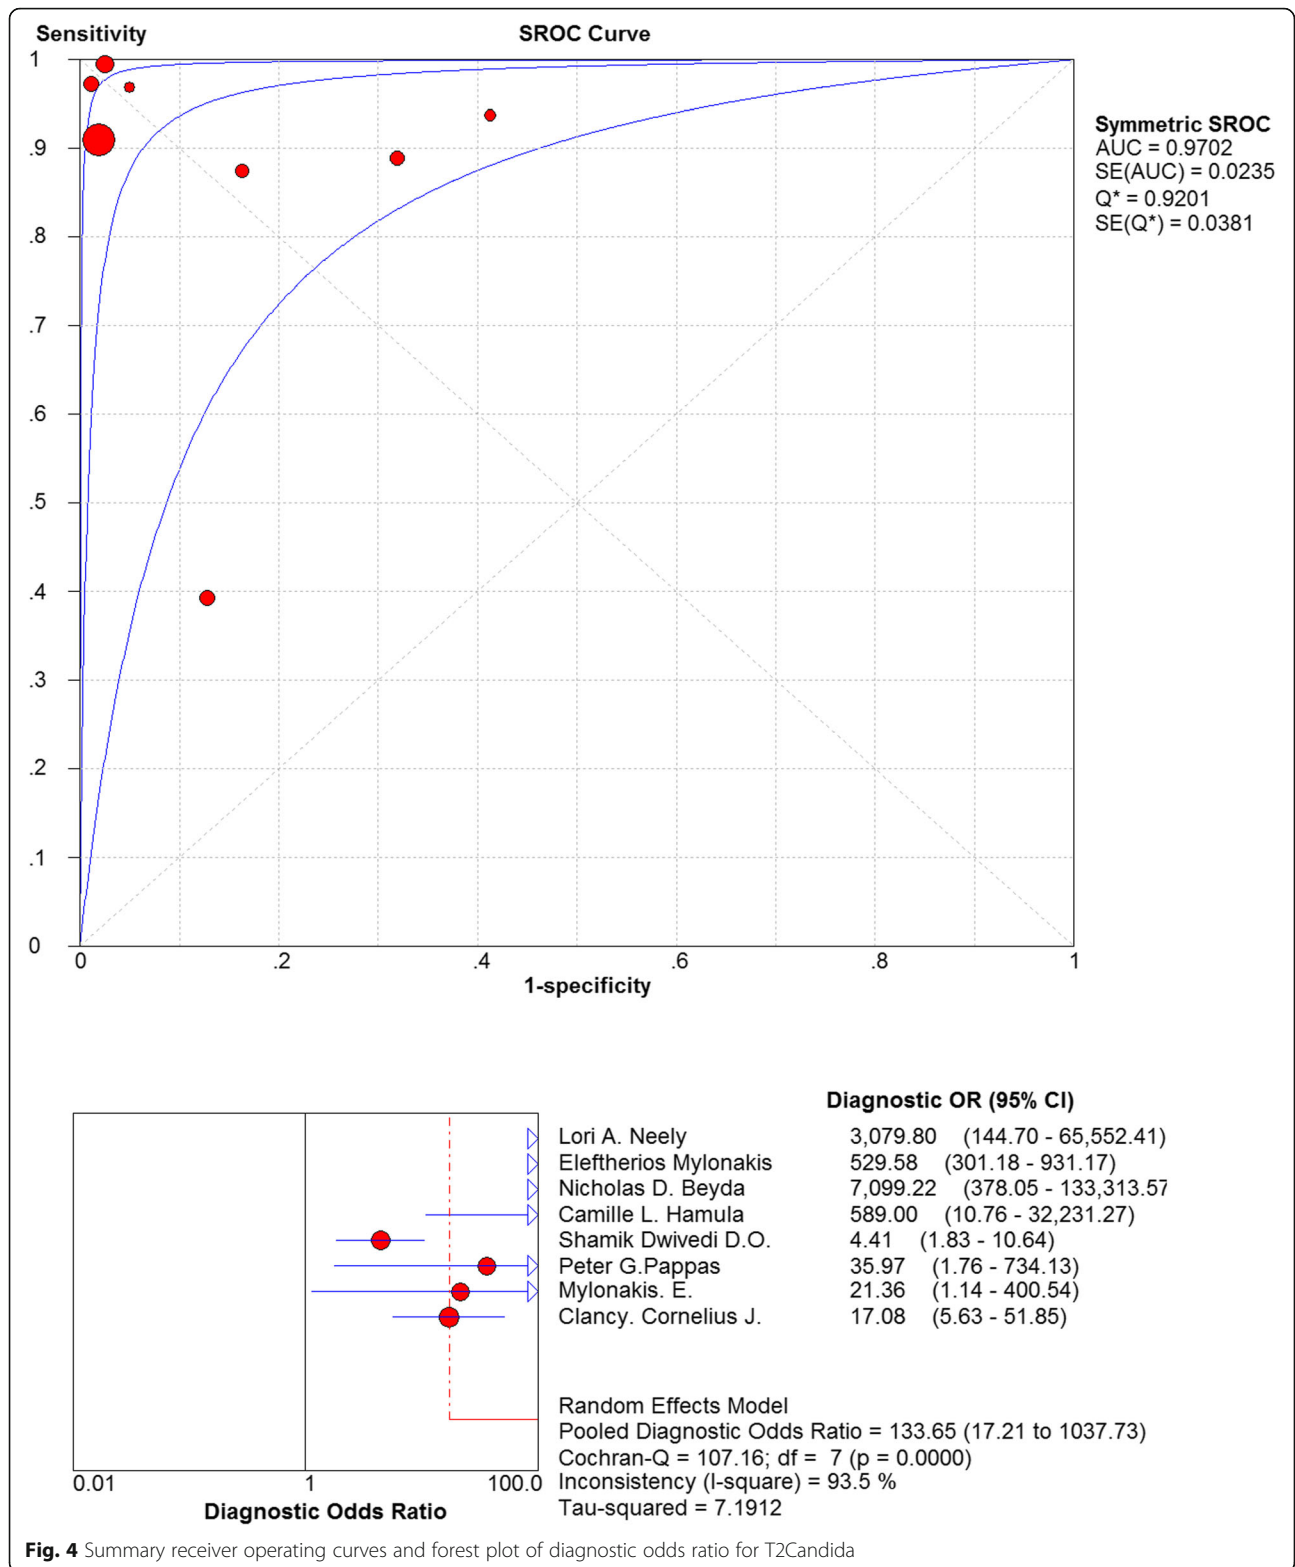 Sensitivity SROC Curve
1
.9
.8
.7
.6
.5
.4
.3
.2
.1
0
0 .2 .4 .6 .8 1
1-specificity
Symmetric SROC
AUC = 0.9702
SE(AUC) = 0.0235
Q* = 0.9201
SE(Q*) = 0.0381
Diagnostic OR (95% CI)
Lori A. Neely 3,079.80 (144.70 - 65,552.41)
Eleftherios Mylonakis 529.58 (301.18 - 931.17)
Nicholas D. Beyda 7,099.22 (378.05 - 133,313.57
Camille L. Hamula 589.00 (10.76 - 32,231.27)
Shamik Dwivedi D.O. 4.41 (1.83 - 10.64)
Peter G.Pappas 35.97 (1.76 - 734.13)
Mylonakis. E. 21.36 (1.14 - 400.54)
Clancy. Cornelius J. 17.08 (5.63 - 51.85)
Random Effects Model
Pooled Diagnostic Odds Ratio = 133.65 (17.21 to 1037.73)
Cochran-Q = 107.16; df = 7 (p = 0.0000)
Inconsistency (I-square) = 93.5 %
Tau-squared = 7.1912
0.01 1 100.0
Diagnostic Odds Ratio
Fig. 4 Summary receiver operating curves and forest plot of diagnostic odds ratio for T2Candida